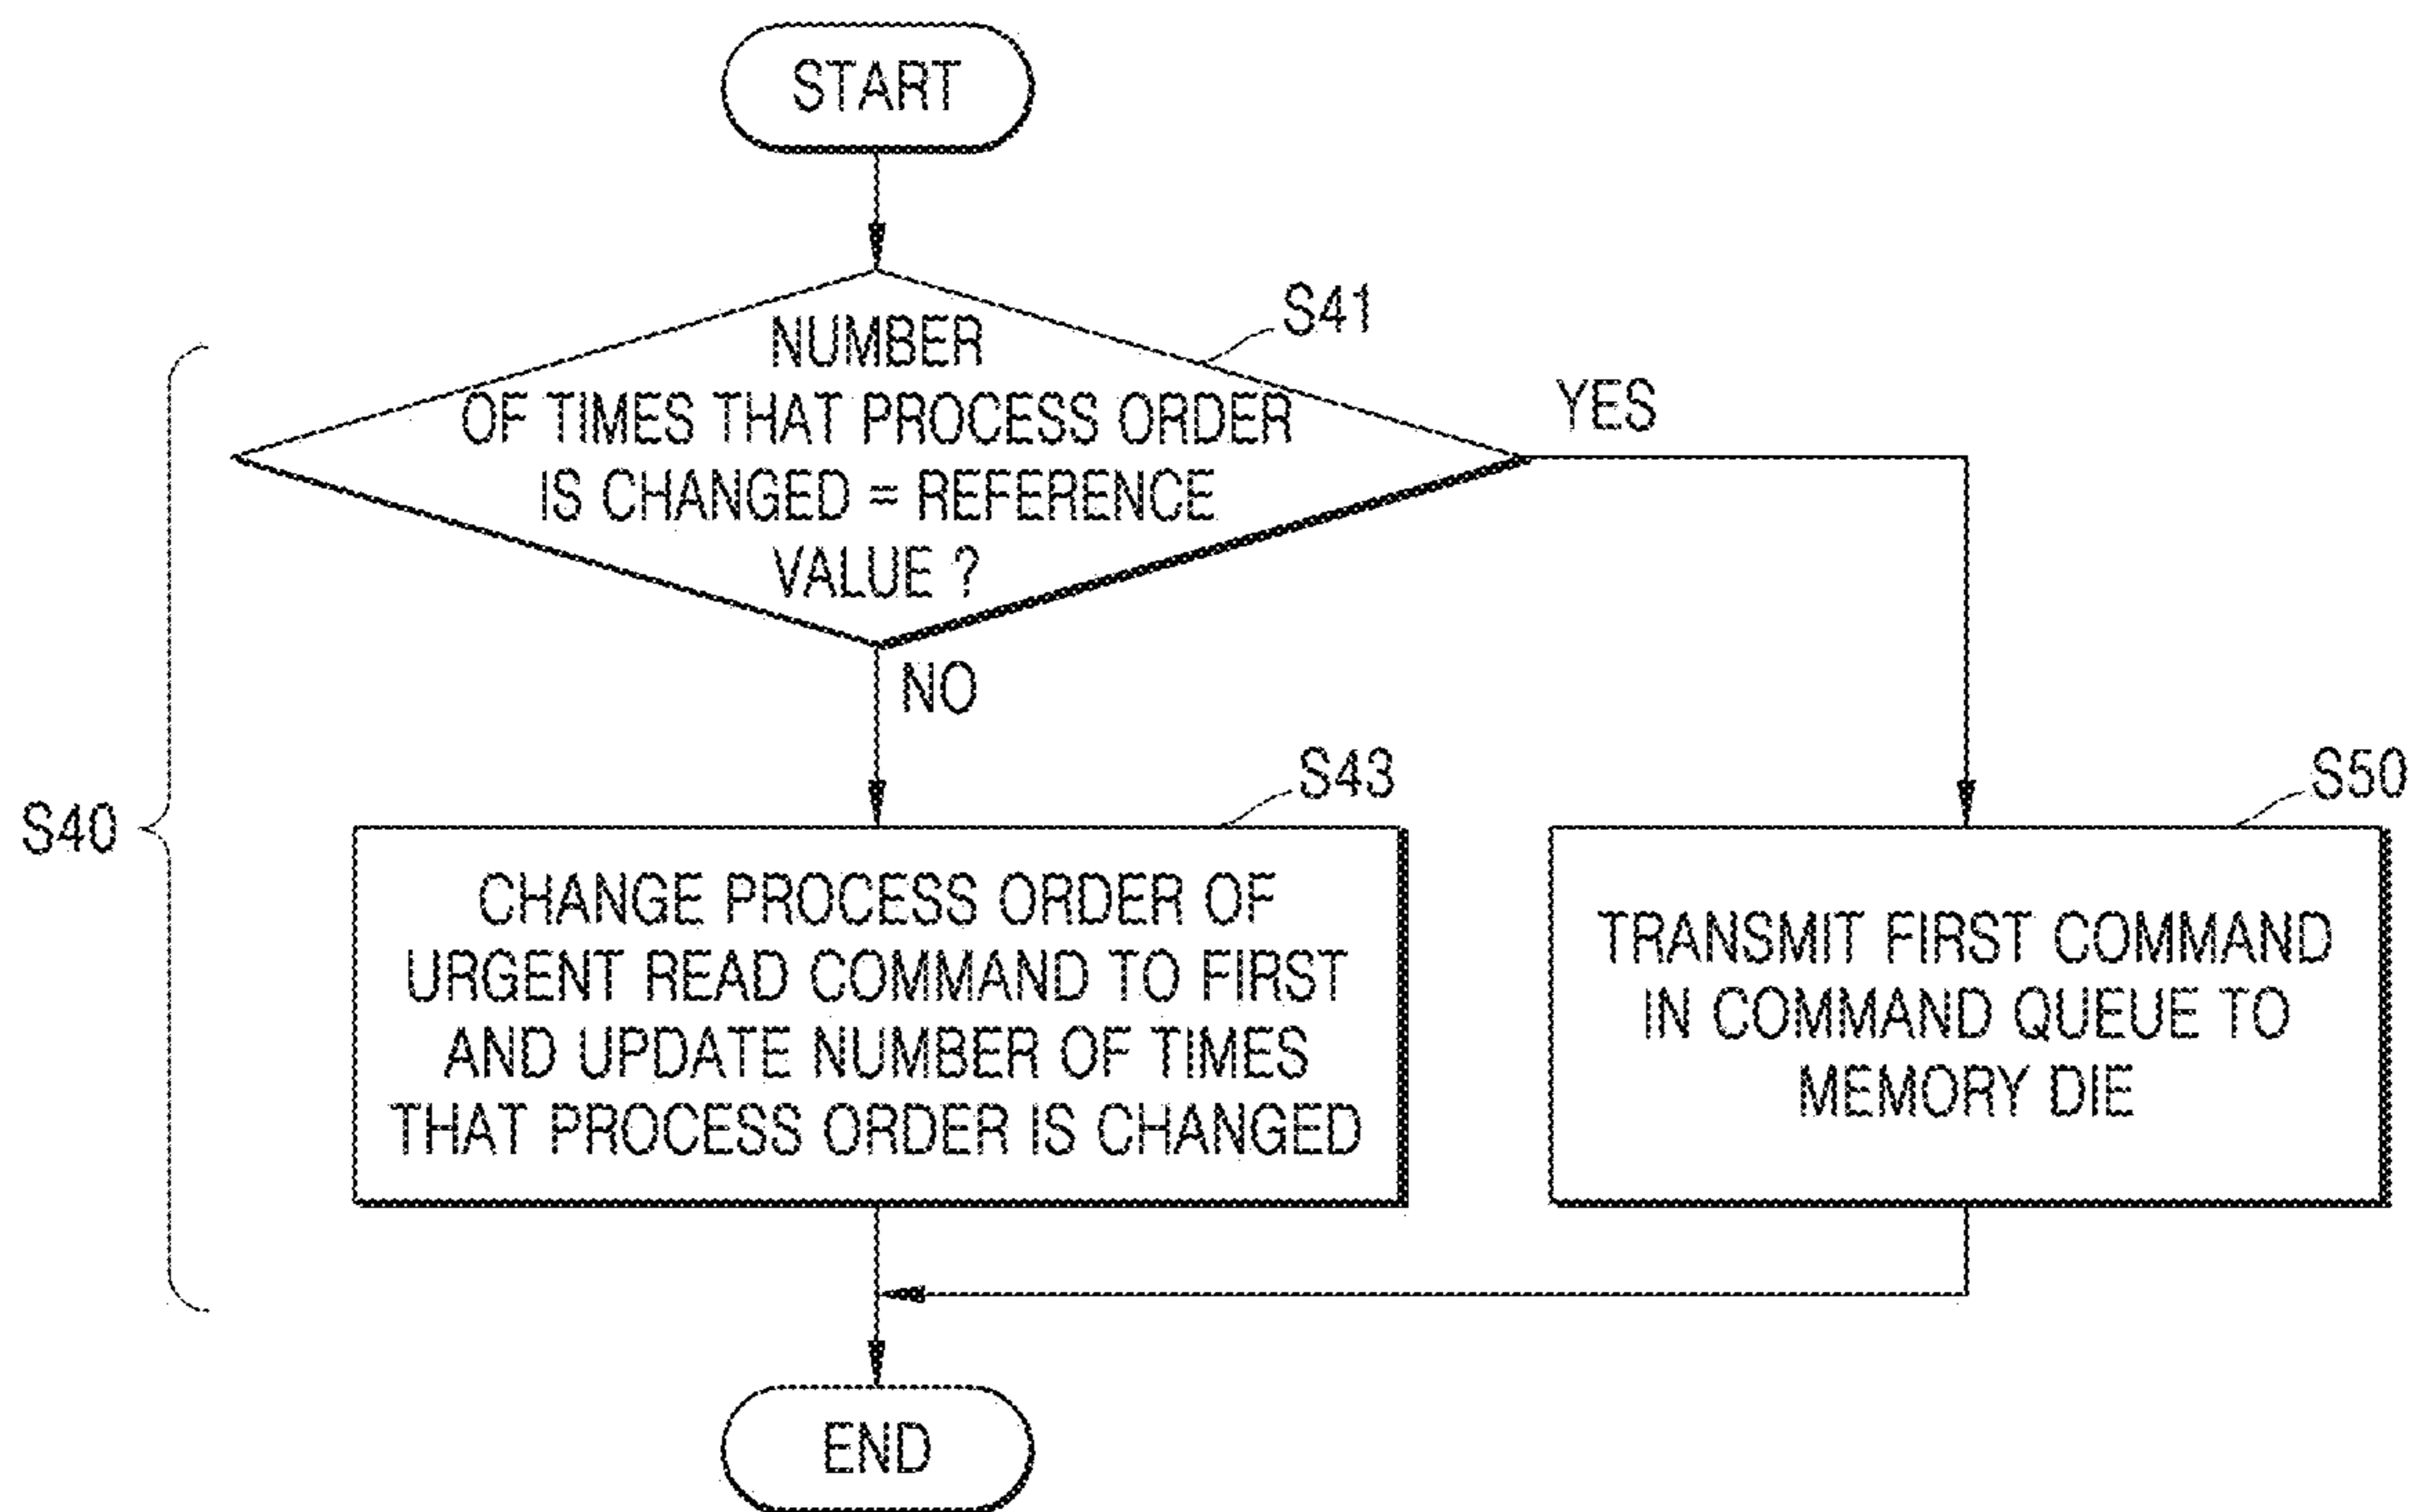 START
S41
NUMBER
OF TIMES THAT PROCESS ORDER
IS CHANGED = REFERENCE
VALUE ?
YES
NO
S40
S43
CHANGE PROCESS ORDER OF
URGENT READ COMMAND TO FIRST
AND UPDATE NUMBER OF TIMES
THAT PROCESS ORDER IS CHANGED
S50
TRANSMIT FIRST COMMAND
IN COMMAND QUEUE TO
MEMORY DIE
END